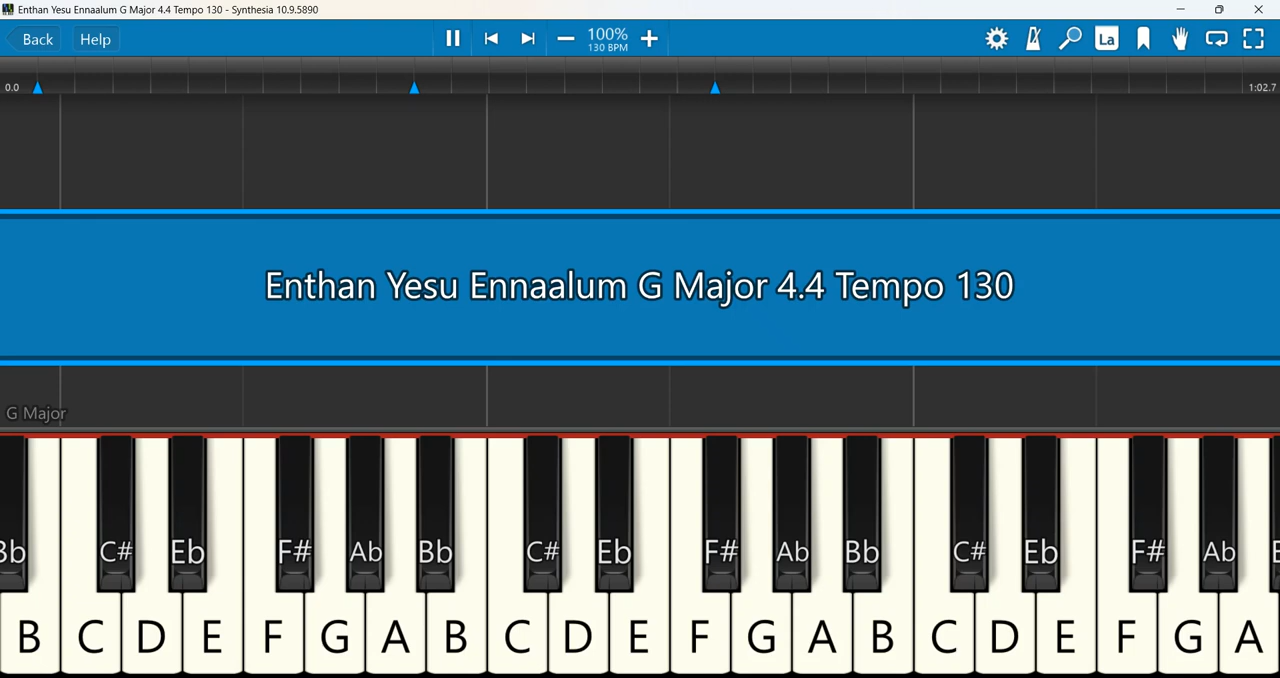 Enthan Yesu Ennaalum G Major 4.4 Tempo 130 - Synthesia 10.9.5890
Back Help 100% La
130 BPM
0.0 1:02.7
Enthan Yesu Ennaalum G Major 4.4 Tempo 130
G Major
Bb C# Eb F# Ab Bb C# Eb F# Ab Bb C# Eb F# Ab E
B C D E F G A B C D E F G A B C D E F G A